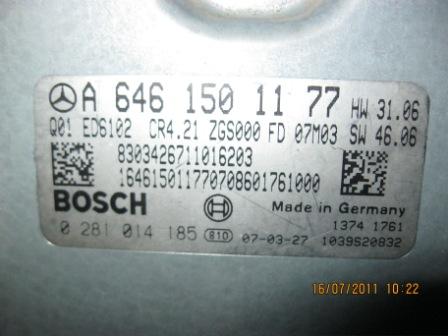 A 646 150 11 77 HW 31.06
Q01 ED6102 CR4.21 ZGS000 FD 07M03 SW 46.06
8303426711016203
164615011770708601761000
BOSCH Made in Germany
1374 1761
0 281 014 185 810 07-03-27 1039S20832
16/07/2011 10:22